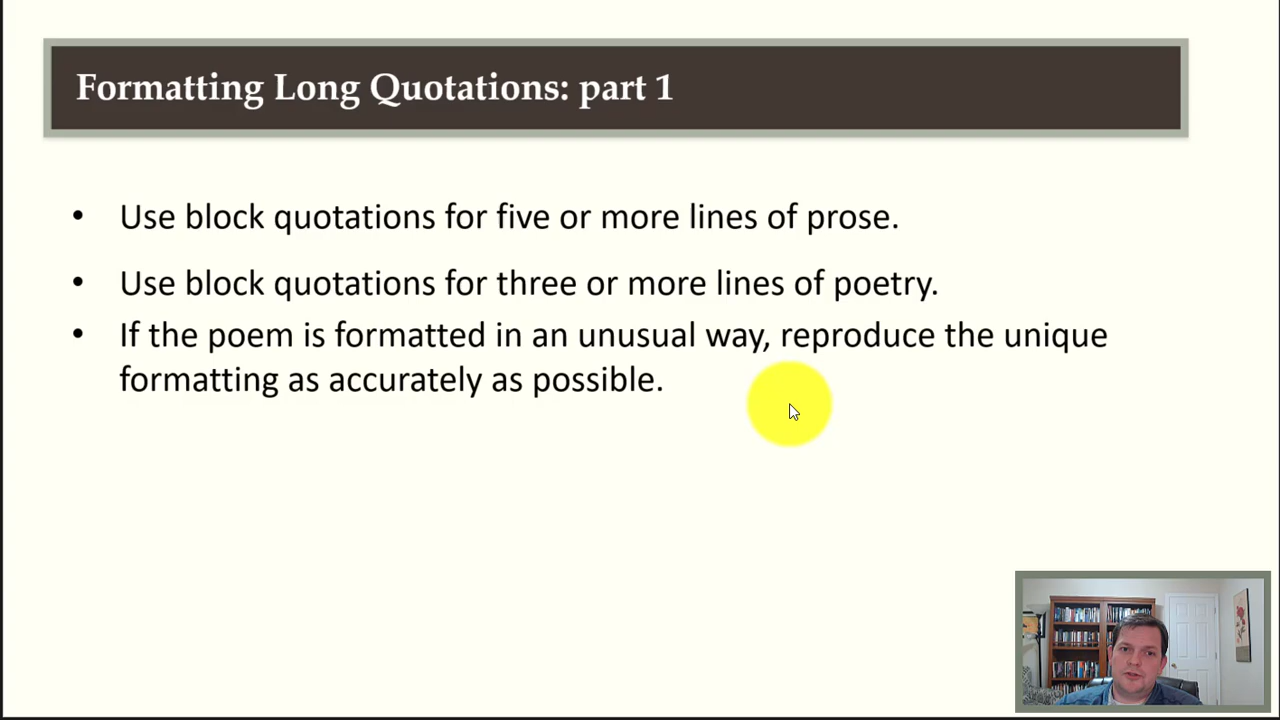 Formatting Long Quotations: part 1
• Use block quotations for five or more lines of prose.
• Use block quotations for three or more lines of poetry.
• If the poem is formatted in an unusual way, reproduce the unique
formatting as accurately as possible.